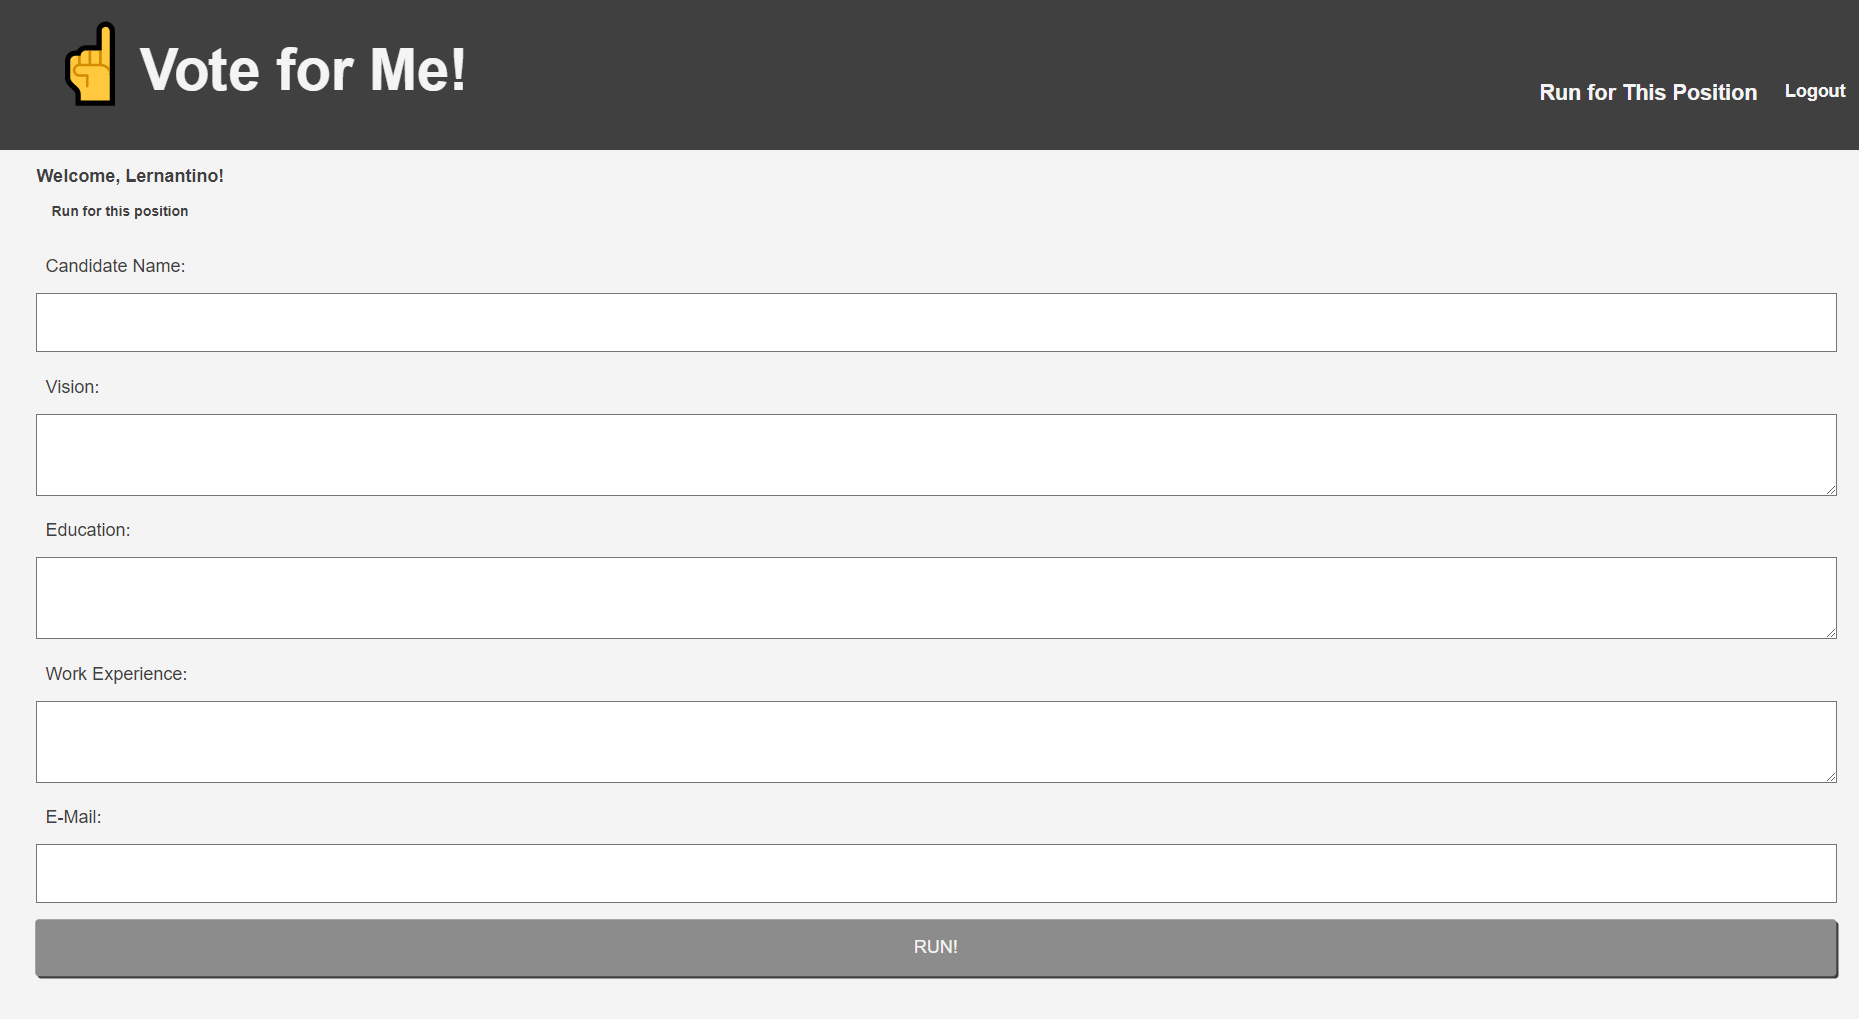 Vote for Me!
Run for This Position
Logout
Welcome, Lernantino!
Run for this position
Candidate Name:
Vision:
Education:
Work Experience:
E-Mail:
RUN!